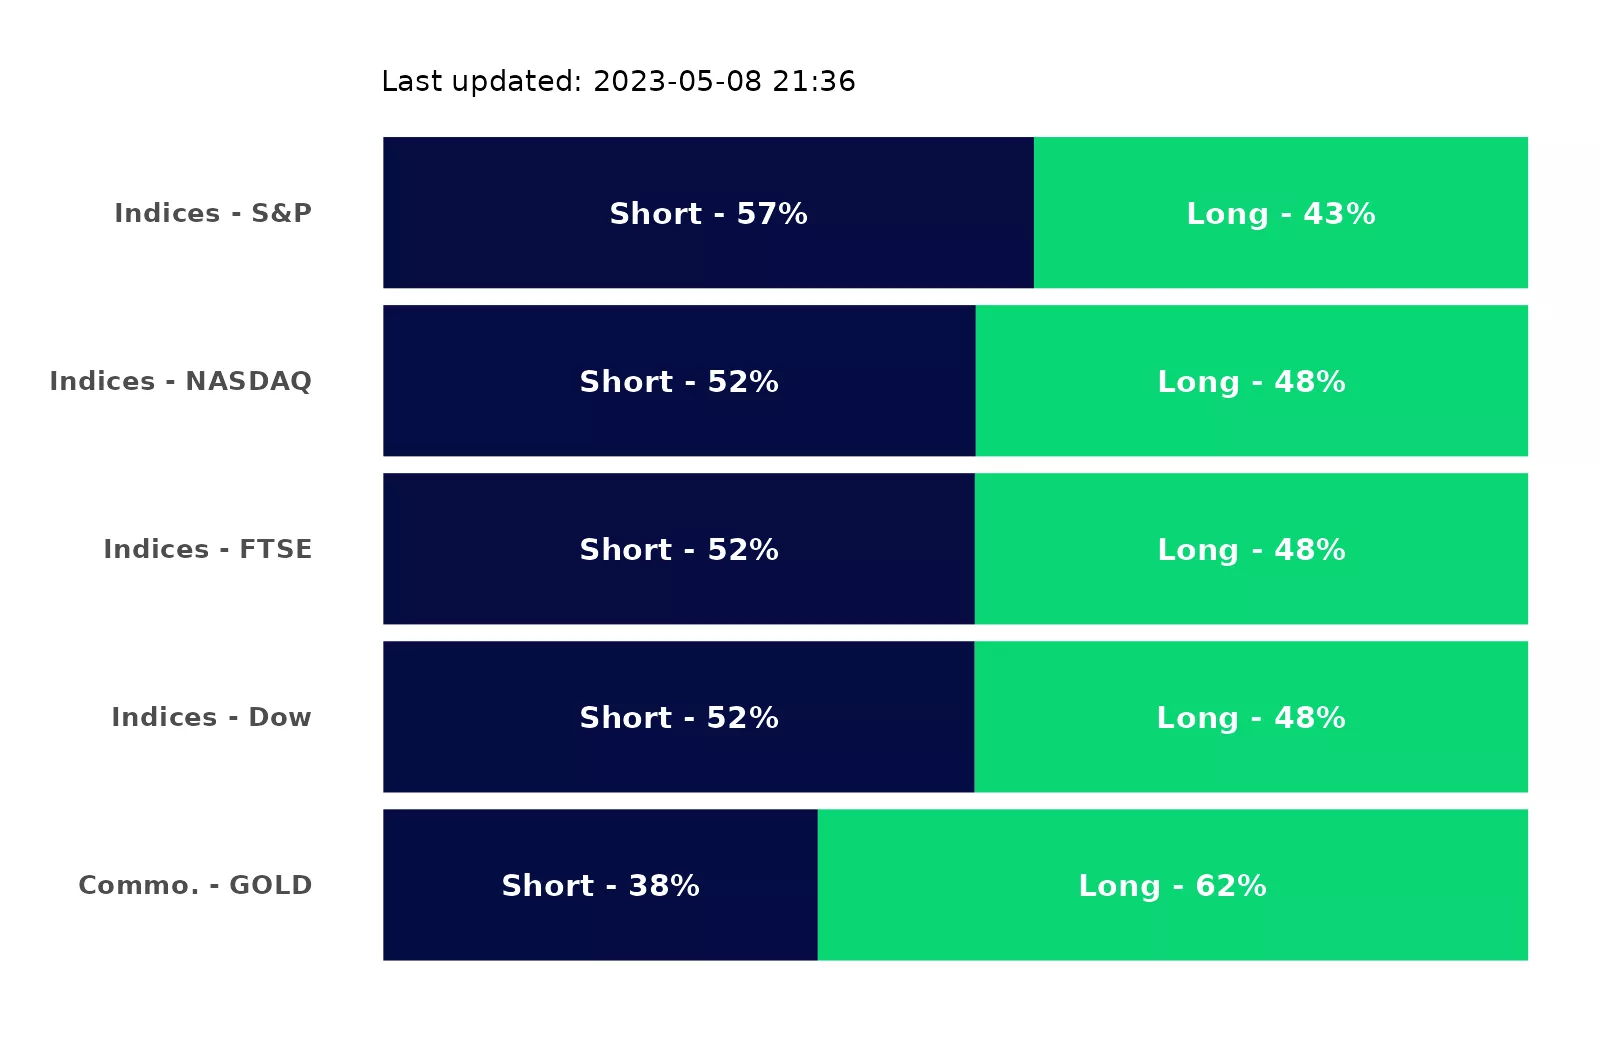 Last updated: 2023-05-08 21:36
Indices - S&P Short - 57% Long - 43%
Indices - NASDAQ Short - 52% Long - 48%
Indices - FTSE Short - 52% Long - 48%
Indices - Dow Short - 52% Long - 48%
Commo. - GOLD Short - 38% Long - 62%